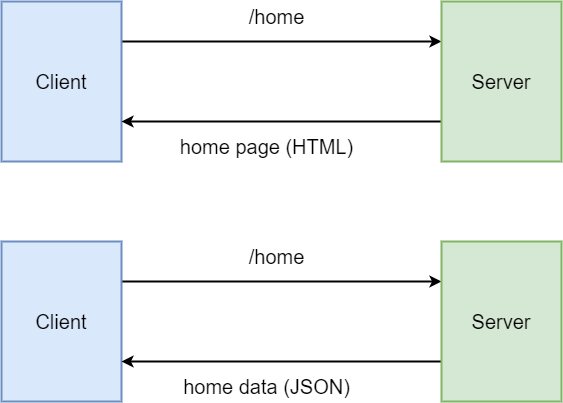 /home
Client
Server
home page (HTML)
/home
Client
Server
home data (JSON)